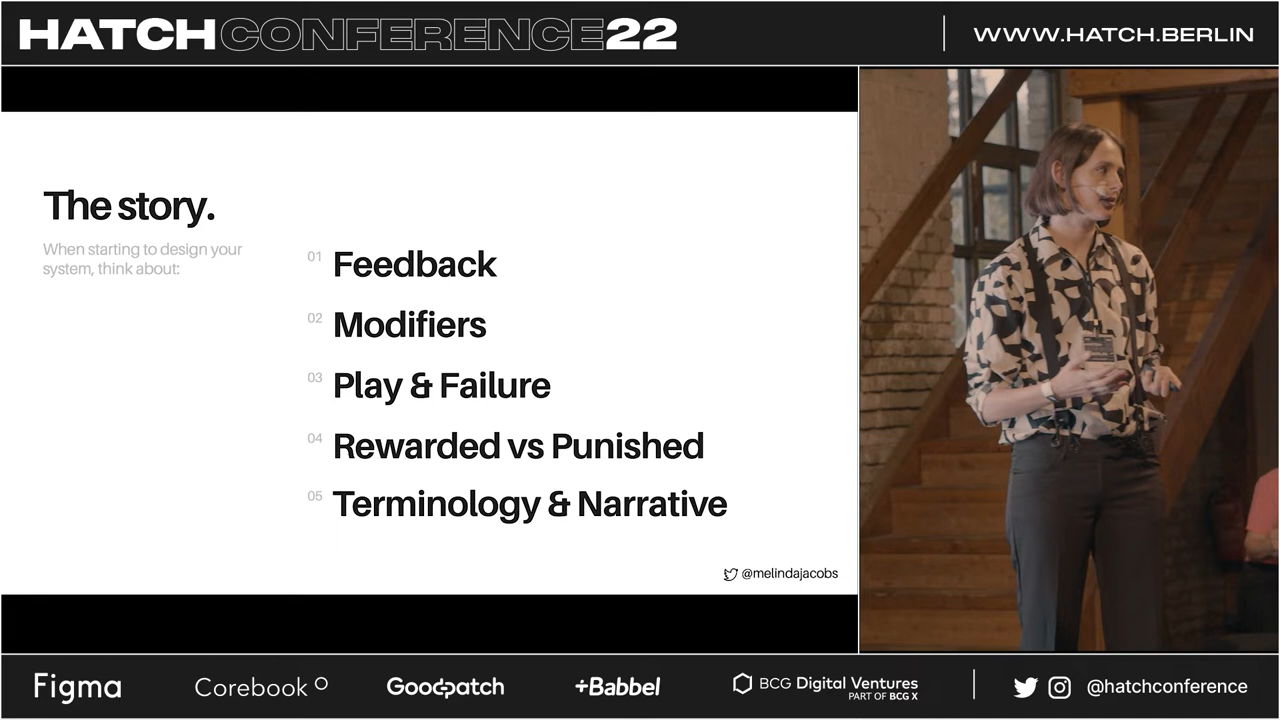 HATCHCONFERENCE22
WWW.HATCH.BERLIN
The story.
When starting to design your
system, think about:
01 Feedback
02 Modifiers
03 Play & Failure
04 Rewarded vs Punished
05 Terminology & Narrative
@melindajacobs
Figma
Corebook
Goodpatch
+Babbel
BCG Digital Ventures
PART OF BCG X
@hatchconference